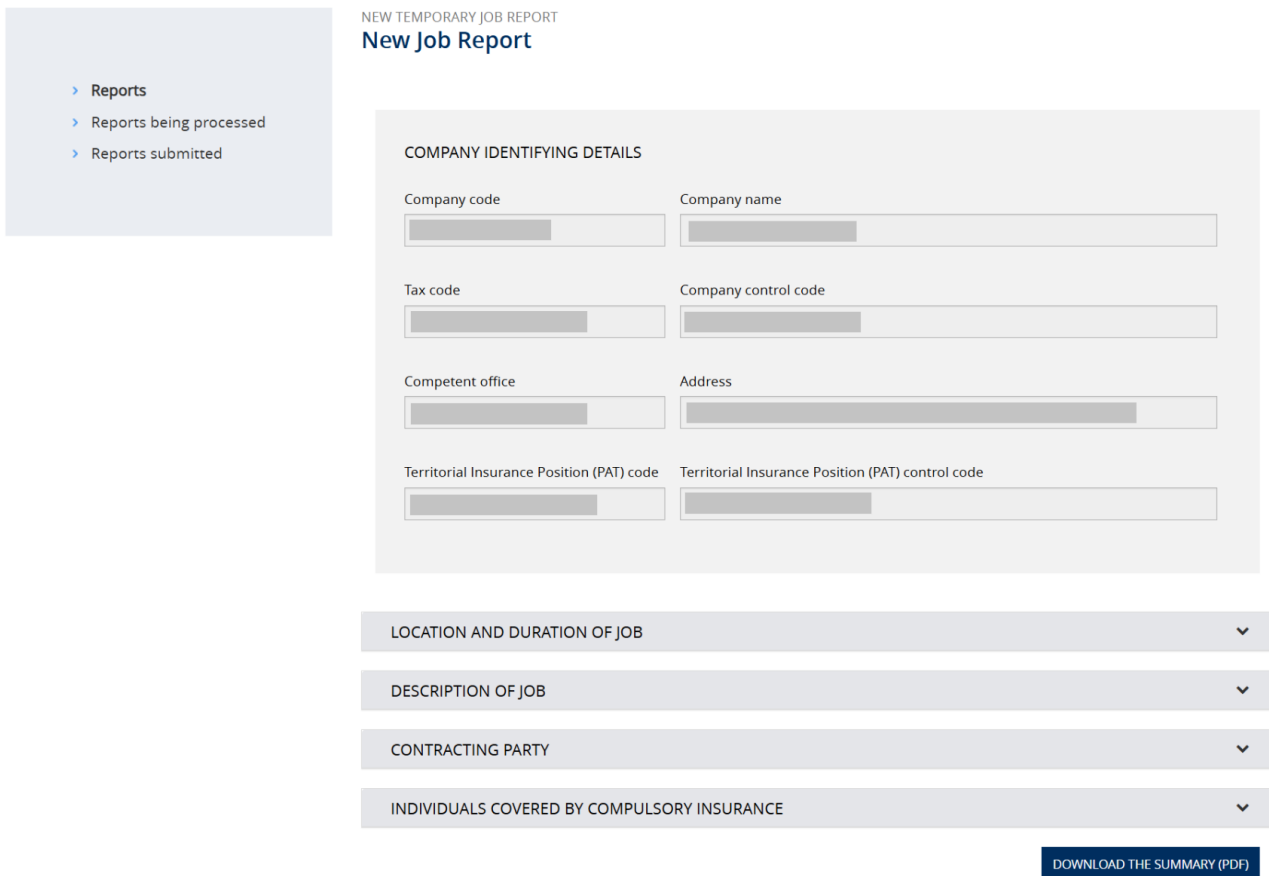 NEW TEMPORARY JOB REPORT
New Job Report
Reports
Reports being processed
Reports submitted
COMPANY IDENTIFYING DETAILS
Company code Company name
Tax code Company control code
Competent office Address
Territorial Insurance Position (PAT) code Territorial Insurance Position (PAT) control code
LOCATION AND DURATION OF JOB
DESCRIPTION OF JOB
CONTRACTING PARTY
INDIVIDUALS COVERED BY COMPULSORY INSURANCE
DOWNLOAD THE SUMMARY (PDF)